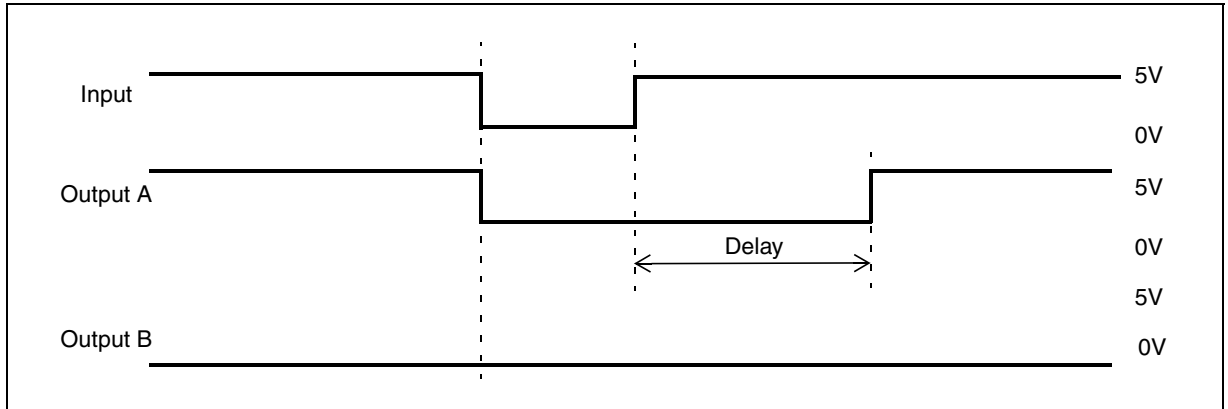 Input
5V
0V
Output A
5V
Delay
0V
5V
Output B
0V